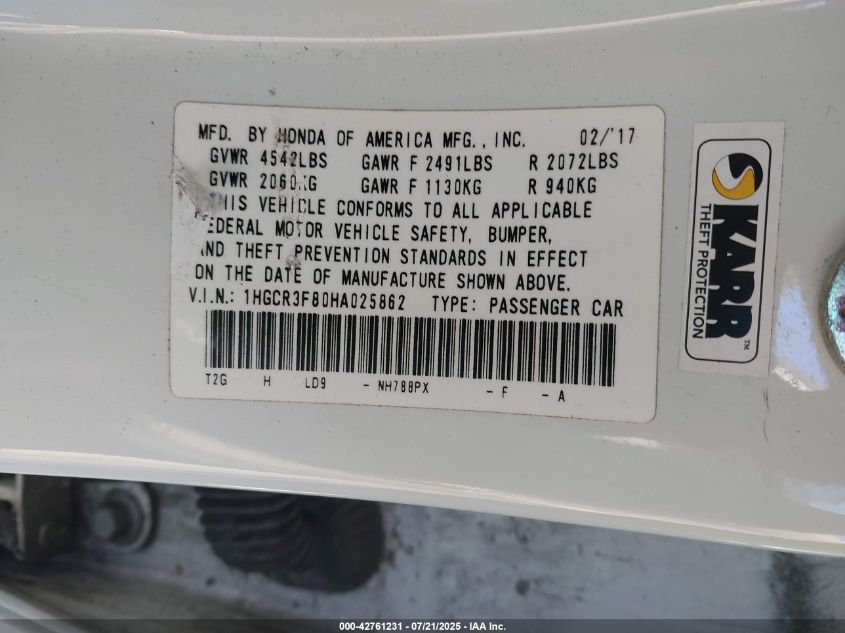 MFD. BY HONDA OF AMERICA MFG., INC. 02/'17
GVWR 4542LBS GAWR F 2491LBS R 2072LBS
GVWR 2060KG GAWR F 1130KG R 940KG
THIS VEHICLE CONFORMS TO ALL APPLICABLE
FEDERAL MOTOR VEHICLE SAFETY, BUMPER,
AND THEFT PREVENTION STANDARDS IN EFFECT
ON THE DATE OF MANUFACTURE SHOWN ABOVE.
V.I.N.: 1HGCR3F80HA025862 TYPE: PASSENGER CAR
T2G H LD9 - NH788PX - F - A
KARR™
THEFT PROTECTION
000-42761231 - 07/21/2025 - IAA Inc.